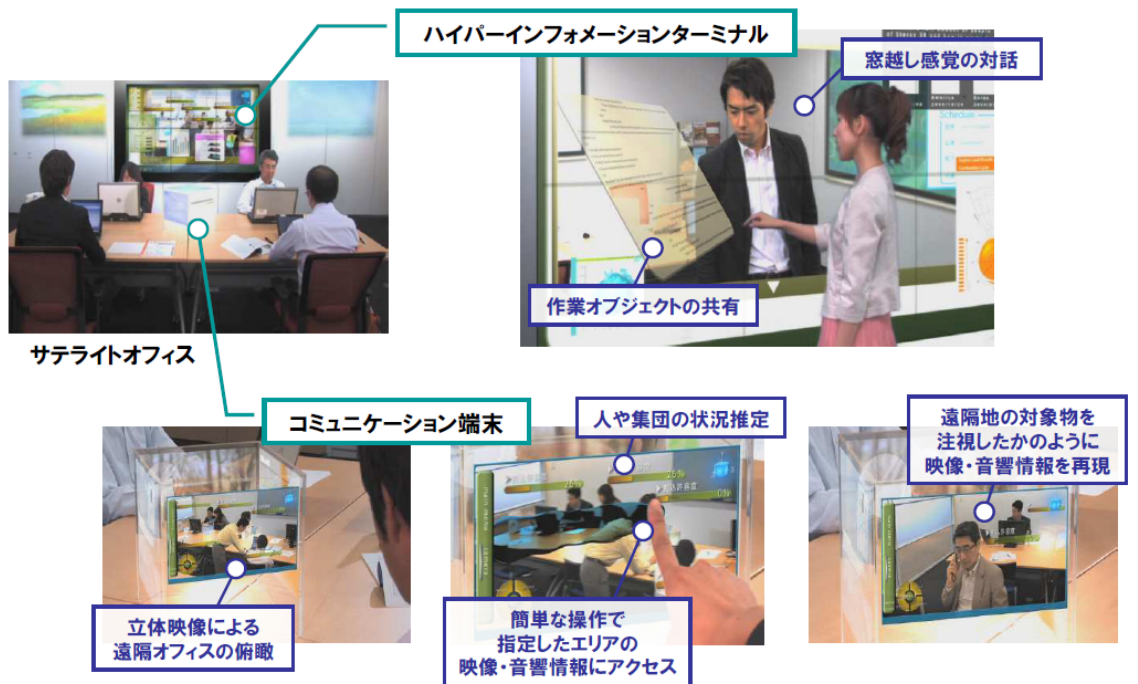 ハイパーインフォメーションターミナル
窓越し感覚の対話
Schedule
作業オブジェクトの共有
サテライトオフィス
コミュニケーション端末
人や集団の状況推定
遠隔地の対象物を
注視したかのように
映像・音響情報を再現
立体映像による
遠隔オフィスの俯瞰
簡単な操作で
指定したエリアの
映像・音響情報にアクセス